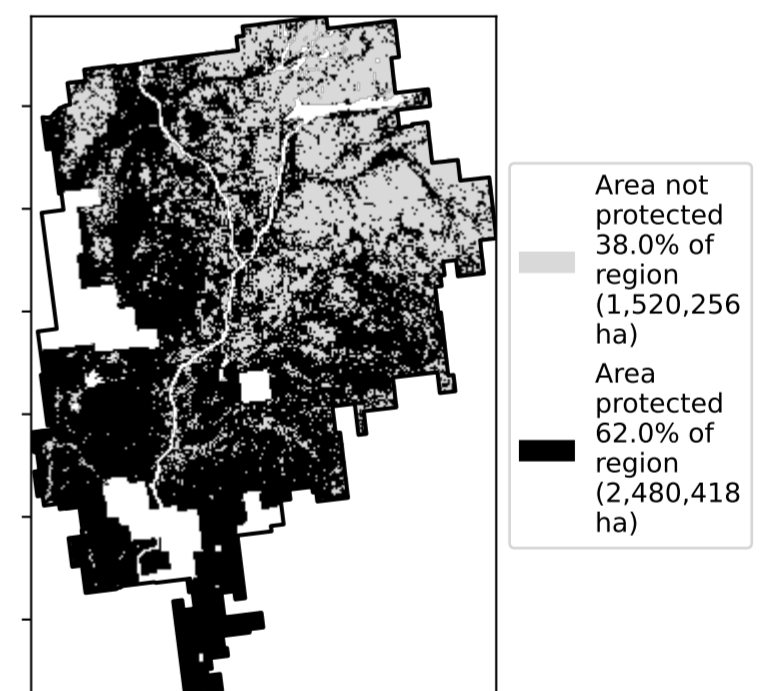 Area not
protected
38.0% of
region
(1,520,256
ha)
Area
protected
62.0% of
region
(2,480,418
ha)